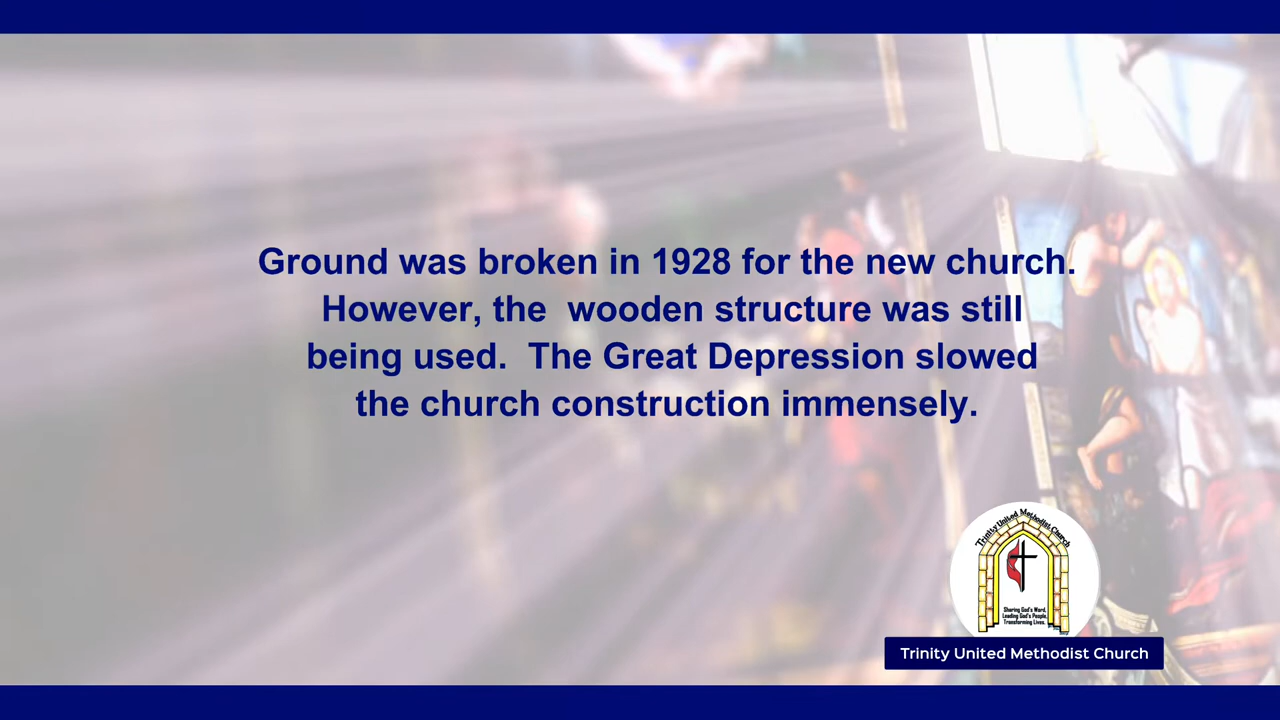 Ground was broken in 1928 for the new church.
However, the  wooden structure was still
being used.  The Great Depression slowed
the church construction immensely.
Trinity United Methodist Church
Sharing God's Word,
Leading God's People,
Transforming Lives.
Trinity United Methodist Church